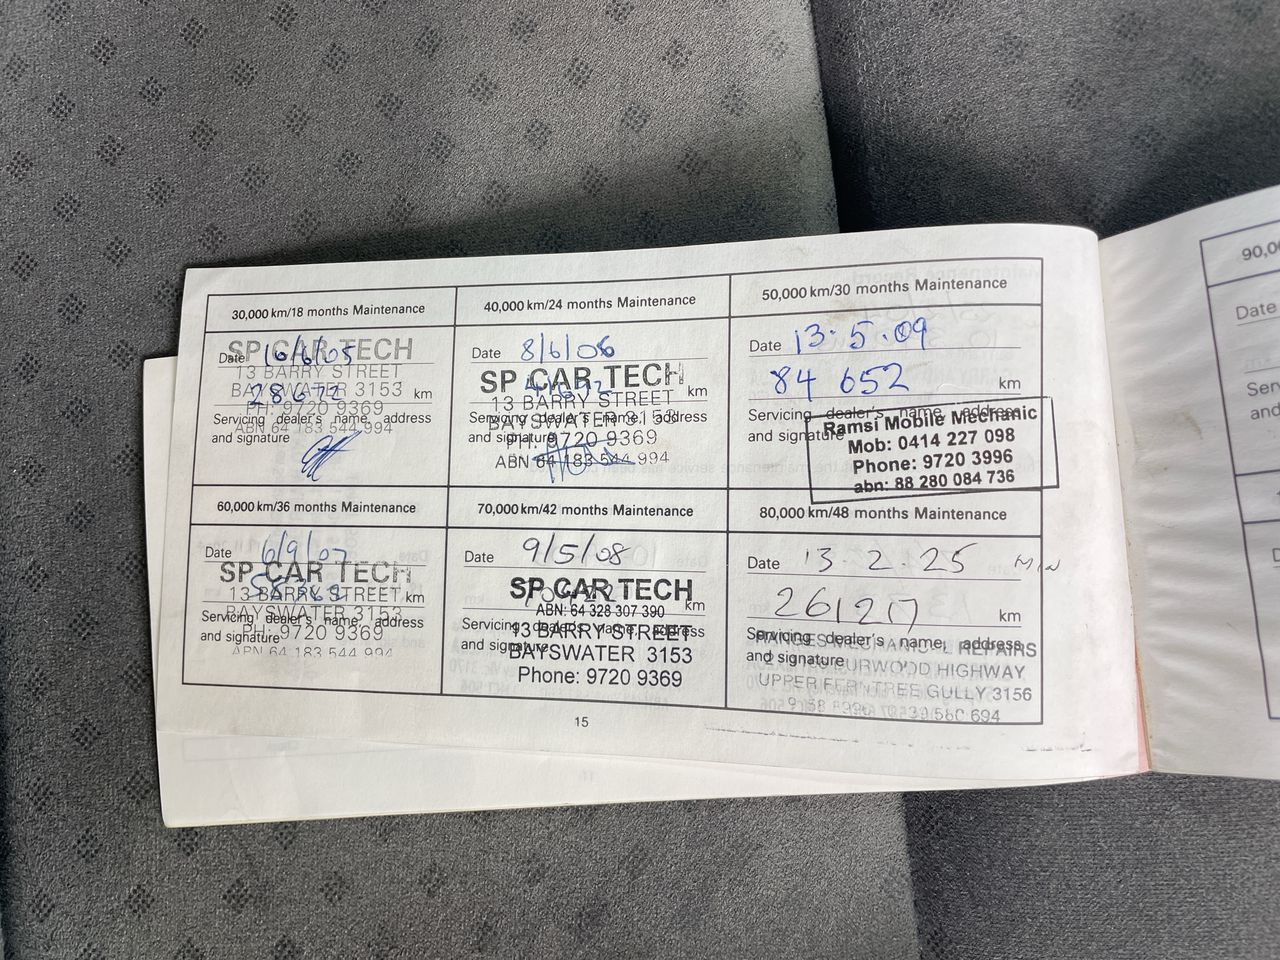 30,000 km/18 months Maintenance
Date 16/6/05
SP CAR TECH
13 BARRY STREET
BAYSWATER 3153
28672 km
PH: 9720 9369
Servicing dealer's name, address
and signature
ABN 64 183 544 994
40,000 km/24 months Maintenance
Date 8/6/06
SP CAR TECH
km
13 BARRY STREET
Servicing dealer's name, address
BAYSWATER 3153
and signature
PH: 9720 9369
ABN 64 183 544 994
50,000 km/30 months Maintenance
Date 13.5.09
84 652 km
Servicing dealer's name, address
and signature
Ramsi Mobile Mechanic
Mob: 0414 227 098
Phone: 9720 3996
abn: 88 280 084 736
60,000 km/36 months Maintenance
Date 6/9/07
SP CAR TECH
13 BARRY STREET
km
BAYSWATER 3153
Servicing dealer's name, address
and signature
PH: 9720 9369
ABN 64 183 544 994
70,000 km/42 months Maintenance
Date 9/5/08
SP CAR TECH
km
ABN: 64 328 307 390
Servicing dealer's name, address
13 BARRY STREET
and signature
BAYSWATER 3153
Phone: 9720 9369
80,000 km/48 months Maintenance
Date 13.2.25 MIN
261217 km
Servicing dealer's name, address
RANGES MECHANICAL REPAIRS
and signature
BURWOOD HIGHWAY
UPPER FERNTREE GULLY 3156
15
90,0
Date
Se
and